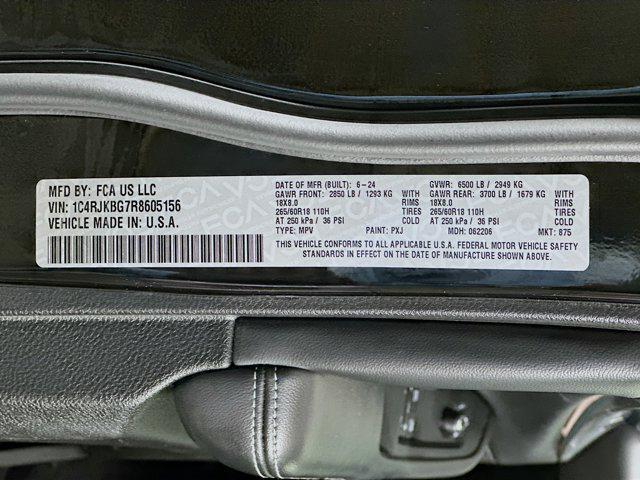 MFD BY: FCA US LLC
VIN: 1C4RJKBG7R8605156
VEHICLE MADE IN: U.S.A.
DATE OF MFR (BUILT): 6-24
GAWR FRONT: 2850 LB / 1293 KG
18X8.0 RIMS
265/60R18 110H TIRES
AT 250 kPa / 36 PSI COLD
TYPE: MPV PAINT: PXJ
GVWR: 6500 LB / 2949 KG
GAWR REAR: 3700 LB / 1679 KG
18X8.0 RIMS
265/60R18 110H TIRES
AT 250 kPa / 36 PSI COLD
MDH: 062206 MKT: 875
THIS VEHICLE CONFORMS TO ALL APPLICABLE U.S.A. FEDERAL MOTOR VEHICLE SAFETY
STANDARDS IN EFFECT ON THE DATE OF MANUFACTURE SHOWN ABOVE.